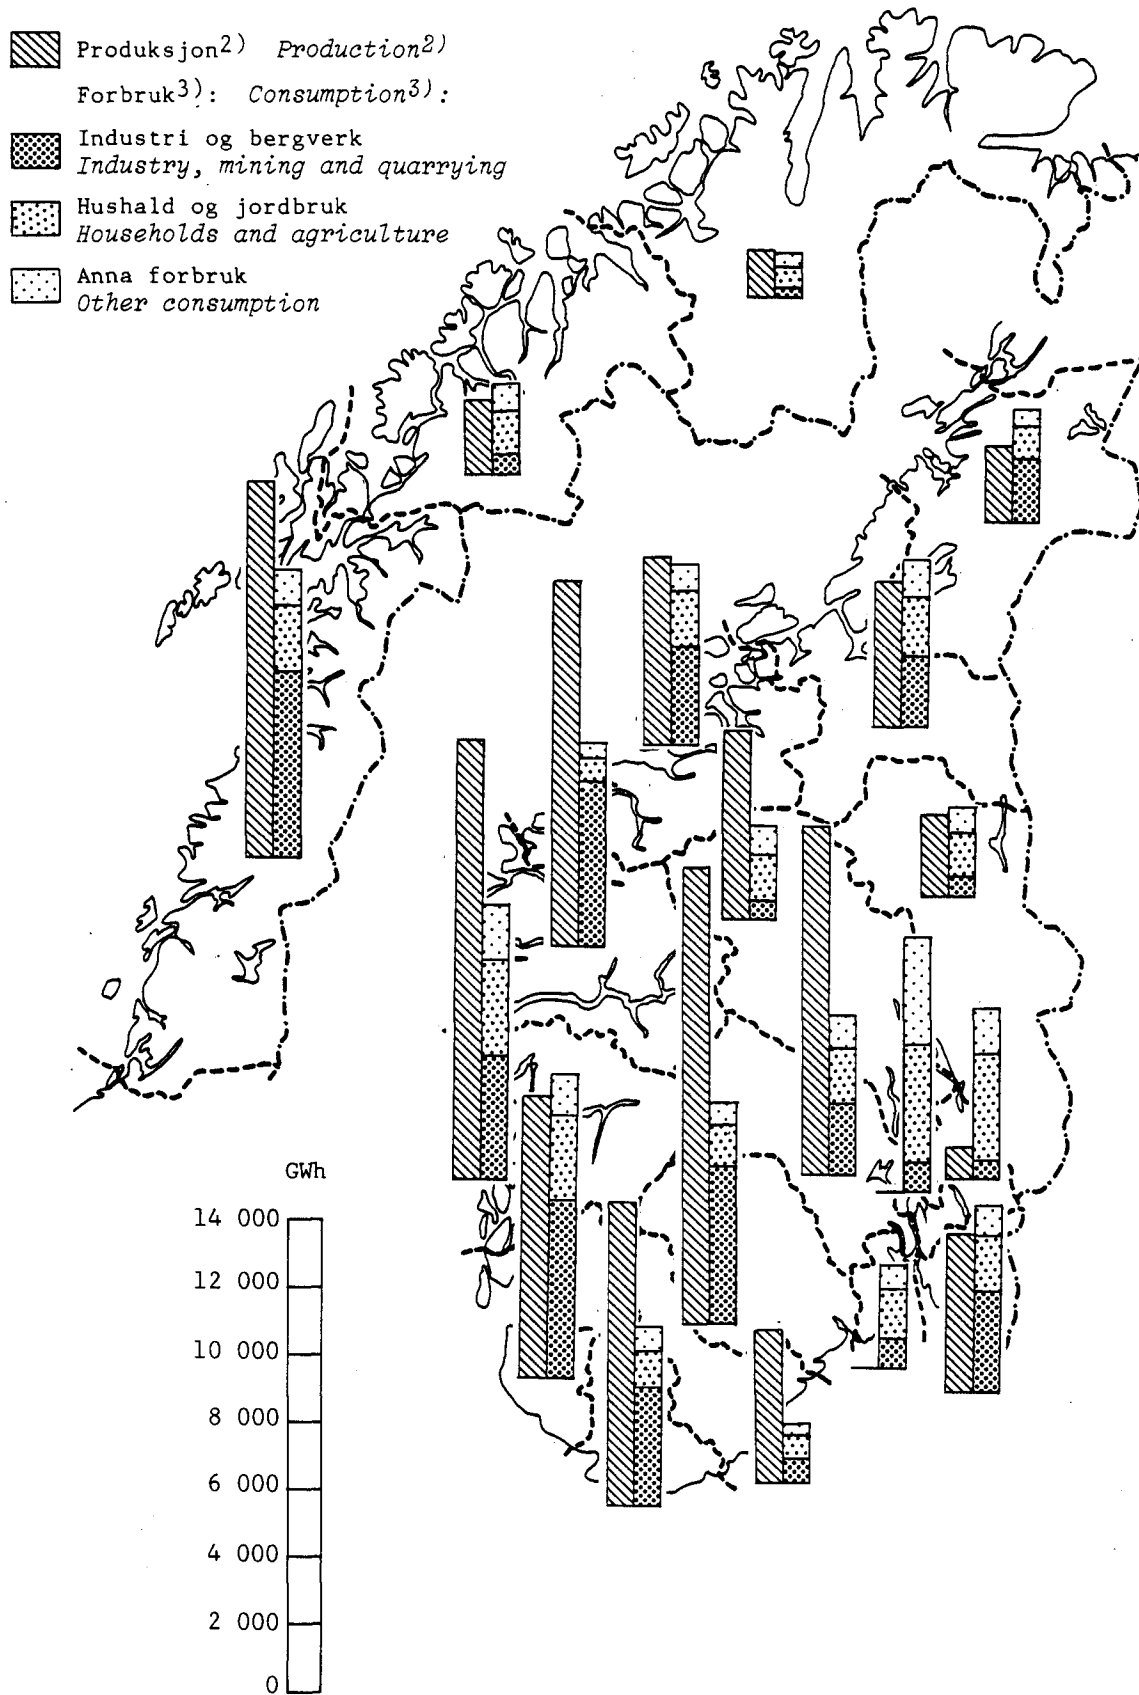 Produksjon2) Production2)
Forbruk3): Consumption3):
Industri og bergverk
Industry, mining and quarrying
Hushald og jordbruk
Households and agriculture
Anna forbruk
Other consumption
GWh
14 000
12 000
10 000
8 000
6 000
4 000
2 000
0